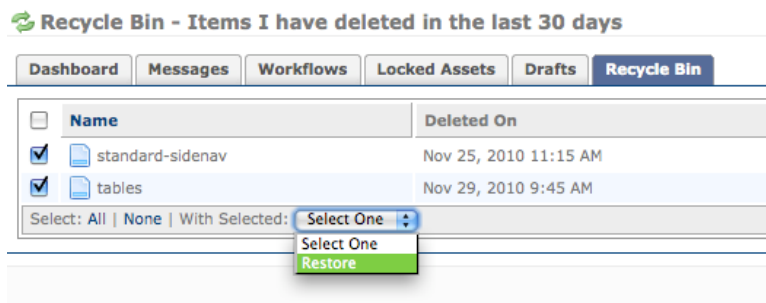 Recycle Bin - Items I have deleted in the last 30 days
Dashboard Messages Workflows Locked Assets Drafts Recycle Bin
Name Deleted On
standard-sidenav Nov 25, 2010 11:15 AM
tables Nov 29, 2010 9:45 AM
Select: All | None | With Selected: Select One
Select One
Restore